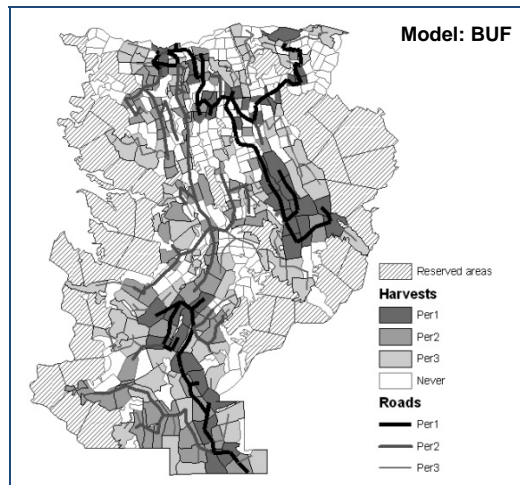 Model: BUF
Reserved areas
Harvests
Per1
Per2
Per3
Never
Roads
Per1
Per2
Per3